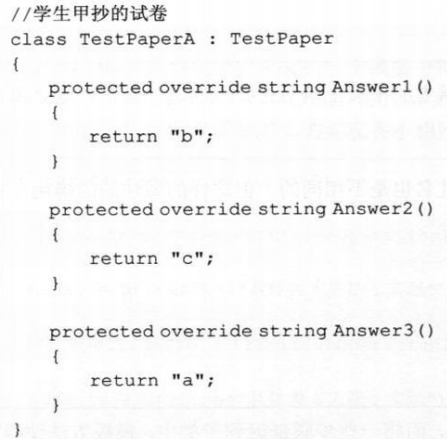 //学生甲抄的试卷
class TestPaperA : TestPaper
{
protected override string Answer1()
{
return "b";
}
protected override string Answer2()
{
return "c";
}
protected override string Answer3()
{
return "a";
}
}